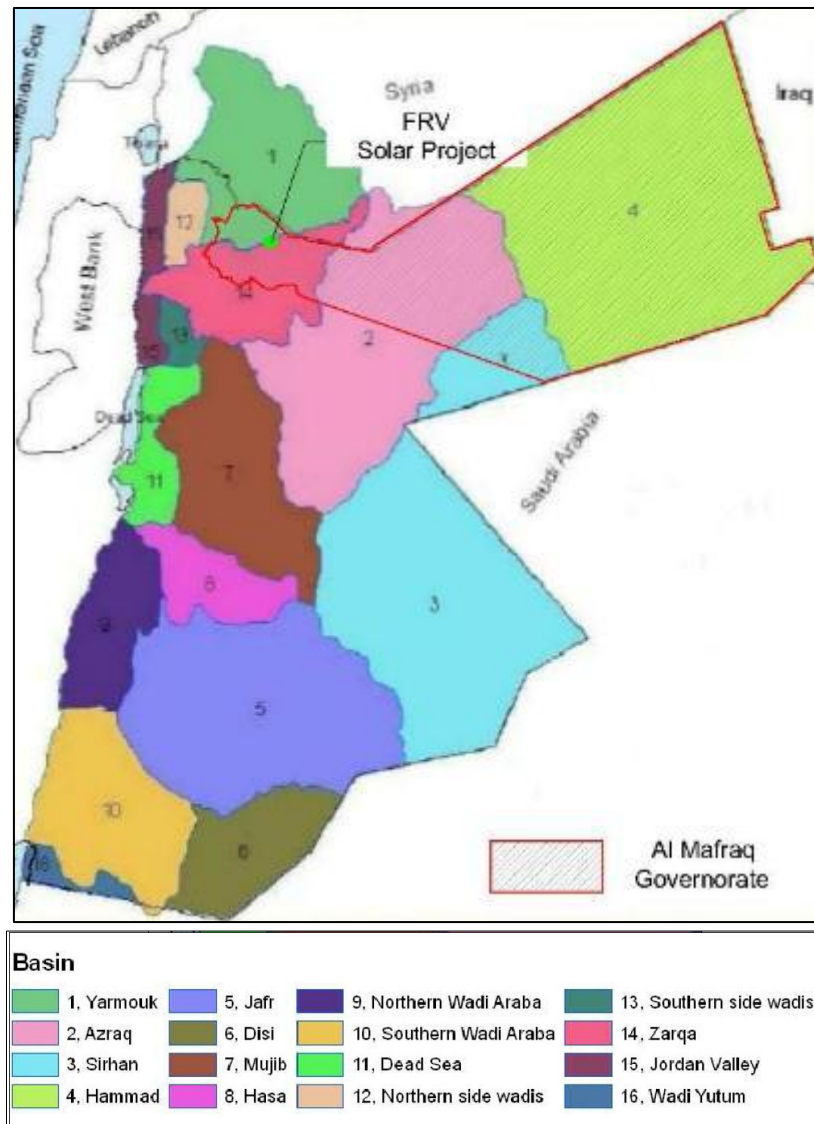 Lebanon
Syria
Iraq
FRV
Solar Project
1
4
12
14
2
3
13
15
West Bank
Dead Sea
Saudi Arabia
11
7
8
3
9
5
10
6
16
Al Mafraq
Governorate
Basin
1, Yarmouk
5, Jafr
9, Northern Wadi Araba
13, Southern side wadis
2, Azraq
6, Disi
10, Southern Wadi Araba
14, Zarqa
3, Sirhan
7, Mujib
11, Dead Sea
15, Jordan Valley
4, Hammad
8, Hasa
12, Northern side wadis
16, Wadi Yutum